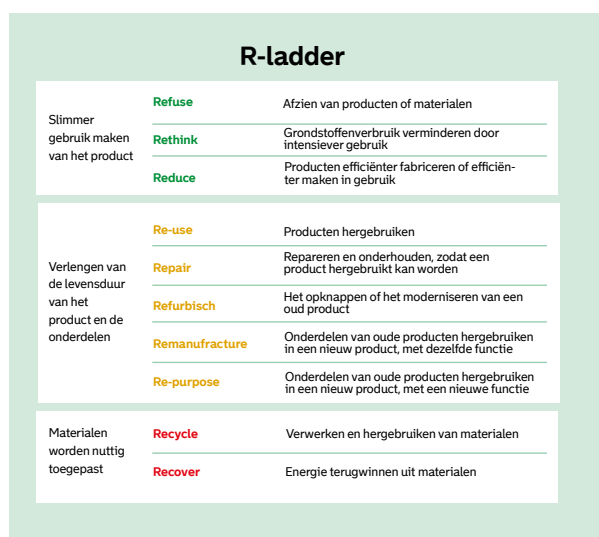 R-ladder
Slimmer
gebruik maken
van het product
Refuse
Afzien van producten of materialen
Rethink
Grondstoffenverbruik verminderen door
intensiever gebruik
Reduce
Producten efficiënter fabriceren of efficiën-
ter maken in gebruik
Verlengen van
de levensduur
van het
product en de
onderdelen
Re-use
Producten hergebruiken
Repair
Repareren en onderhouden, zodat een
product hergebruikt kan worden
Refurbisch
Het opknappen of het moderniseren van een
oud product
Remanufracture
Onderdelen van oude producten hergebruiken
in een nieuw product, met dezelfde functie
Re-purpose
Onderdelen van oude producten hergebruiken
in een nieuw product, met een nieuwe functie
Materialen
worden nuttig
toegepast
Recycle
Verwerken en hergebruiken van materialen
Recover
Energie terugwinnen uit materialen